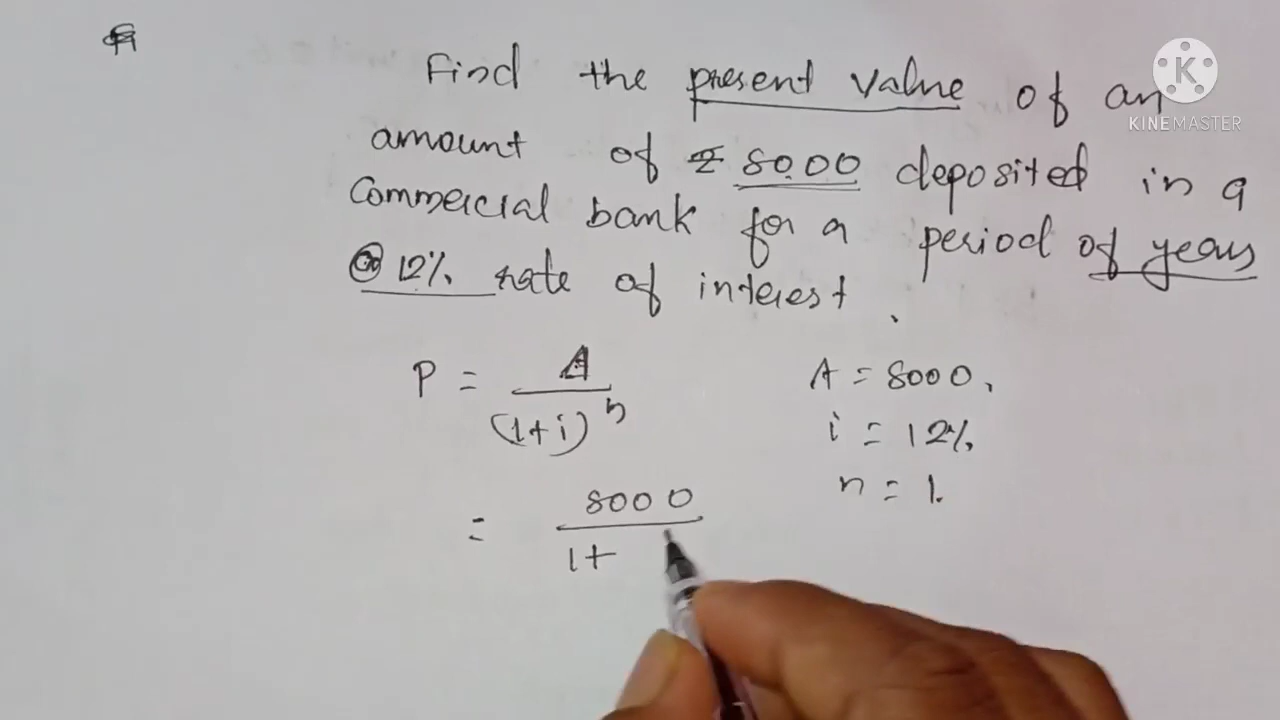 Find the present value of an
amount of ₹ 8000 deposited in a
Commercial bank for a period of years
@ 12% rate of interest.
P = A / (1+i)^n
A = 8000.
i = 12%
n = 1.
= 8000 / 1+
KINEMASTER